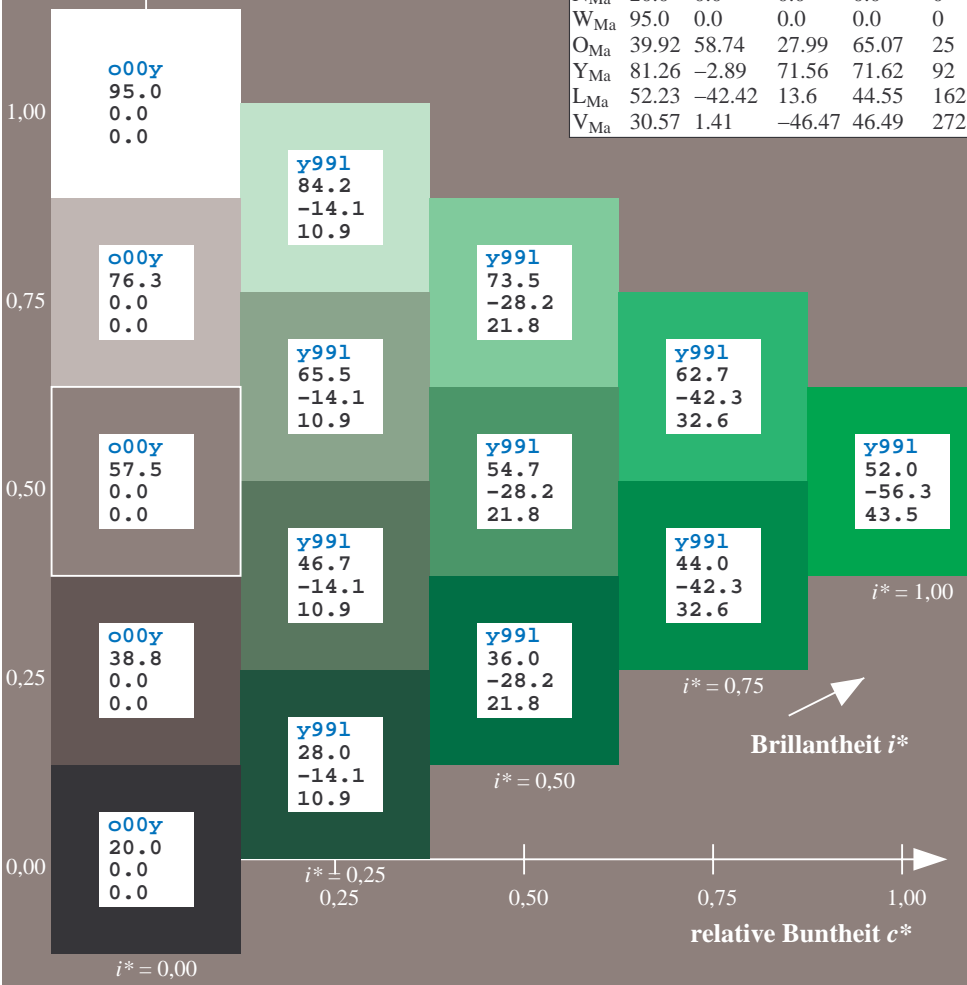 W_Ma 95.0 0.0 0.0 0.0 0
O_Ma 39.92 58.74 27.99 65.07 25
Y_Ma 81.26 −2.89 71.56 71.62 92
L_Ma 52.23 −42.42 13.6 44.55 162
V_Ma 30.57 1.41 −46.47 46.49 272
1,00
o00y
95.0
0.0
0.0
y99l
84.2
-14.1
10.9
0,75
o00y
76.3
0.0
0.0
y99l
73.5
-28.2
21.8
y99l
65.5
-14.1
10.9
y99l
62.7
-42.3
32.6
0,50
o00y
57.5
0.0
0.0
y99l
54.7
-28.2
21.8
y99l
52.0
-56.3
43.5
y99l
46.7
-14.1
10.9
y99l
44.0
-42.3
32.6
i* = 1,00
0,25
o00y
38.8
0.0
0.0
y99l
36.0
-28.2
21.8
i* = 0,75
y99l
28.0
-14.1
10.9
Brillantheit i*
i* = 0,50
0,00
o00y
20.0
0.0
0.0
i* = 0,25
0,25 0,50 0,75 1,00
relative Buntheit c*
i* = 0,00